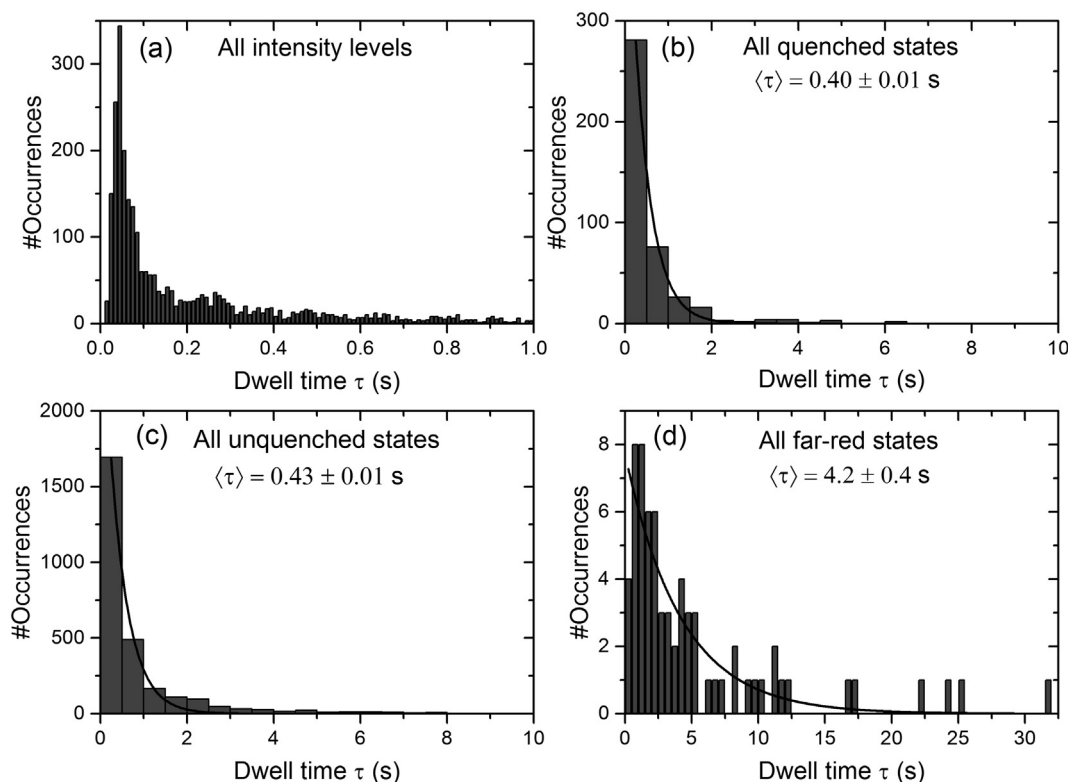 (a) All intensity levels
300
200
100
0
0.0 0.2 0.4 0.6 0.8 1.0
#Occurrences
Dwell time τ (s)
(b) All quenched states
⟨τ⟩ = 0.40 ± 0.01 s
300
200
100
0
0 2 4 6 8 10
#Occurrences
Dwell time τ (s)
(c) All unquenched states
⟨τ⟩ = 0.43 ± 0.01 s
2000
1500
1000
500
0
0 2 4 6 8 10
#Occurrences
Dwell time τ (s)
(d) All far-red states
⟨τ⟩ = 4.2 ± 0.4 s
8
6
4
2
0
0 5 10 15 20 25 30
#Occurrences
Dwell time τ (s)